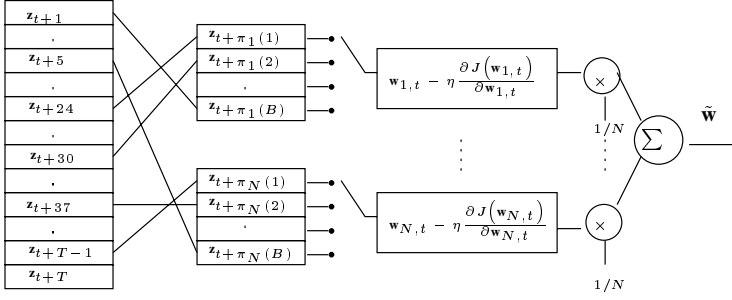 z_{t+1}
.
z_{t+5}
.
z_{t+24}
.
z_{t+30}
.
z_{t+37}
.
z_{t+T-1}
z_{t+T}
z_{t+π_1(1)}
z_{t+π_1(2)}
.
z_{t+π_1(B)}
z_{t+π_N(1)}
z_{t+π_N(2)}
.
z_{t+π_N(B)}
w_{1,t} − η ∂J(w_{1,t})/∂w_{1,t}
w_{N,t} − η ∂J(w_{N,t})/∂w_{N,t}
×
1/N
×
1/N
∑
w̃